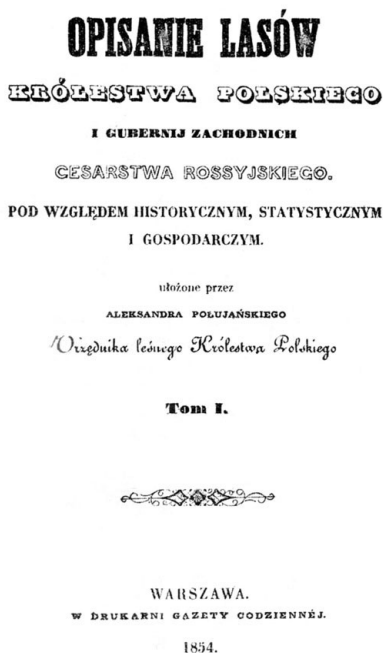 OPISANIE LASÓW
KRÓLESTWA POLSKIEGO
I GUBERNIJ ZACHODNICH
CESARSTWA ROSSYJSKIEGO.
POD WZGLĘDEM HISTORYCZNYM, STATYSTYCZNYM
I GOSPODARCZYM.
ułożone przez
ALEKSANDRA POŁUJAŃSKIEGO
Urzędnika leśnego Królestwa Polskiego
Tom I.
WARSZAWA.
W DRUKARNI GAZETY CODZIENNÉJ.
1854.